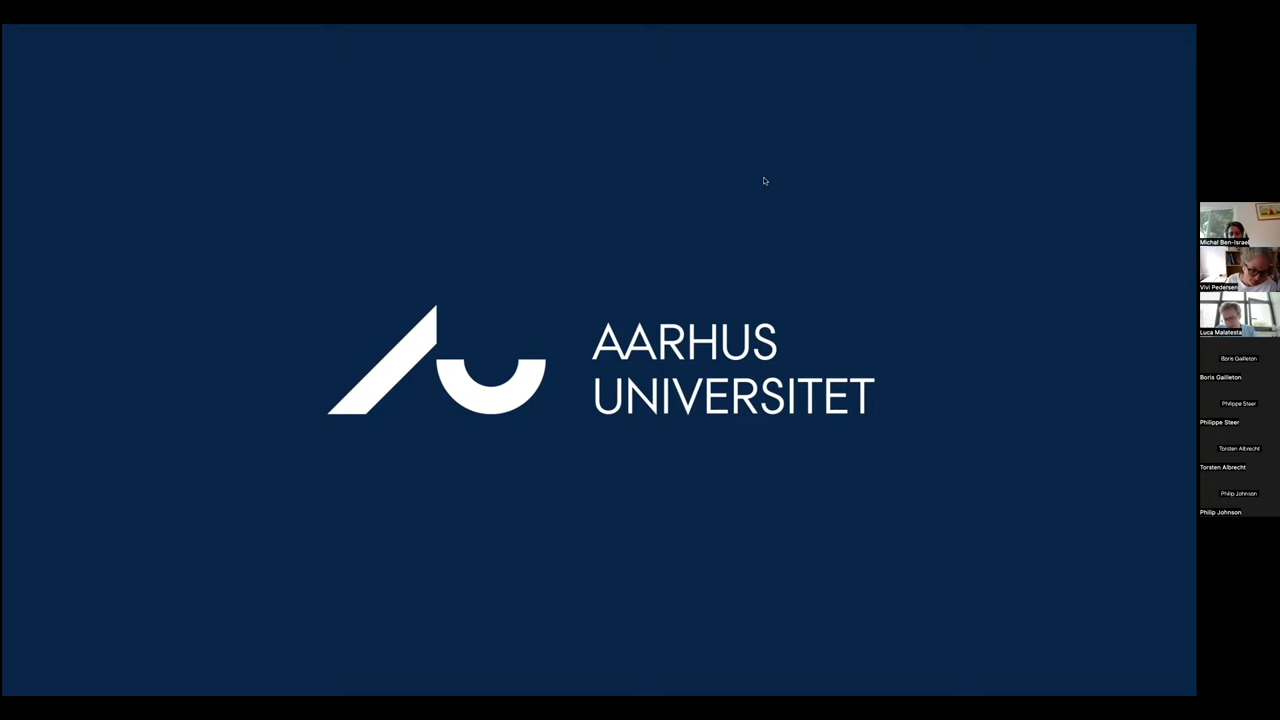 AARHUS
UNIVERSITET
Michal Ben-Israel
Vivi Pedersen
Luca Malatesta
Boris Gailleton
Boris Gailleton
Philippe Steer
Philippe Steer
Torsten Albrecht
Torsten Albrecht
Philip Johnson
Philip Johnson